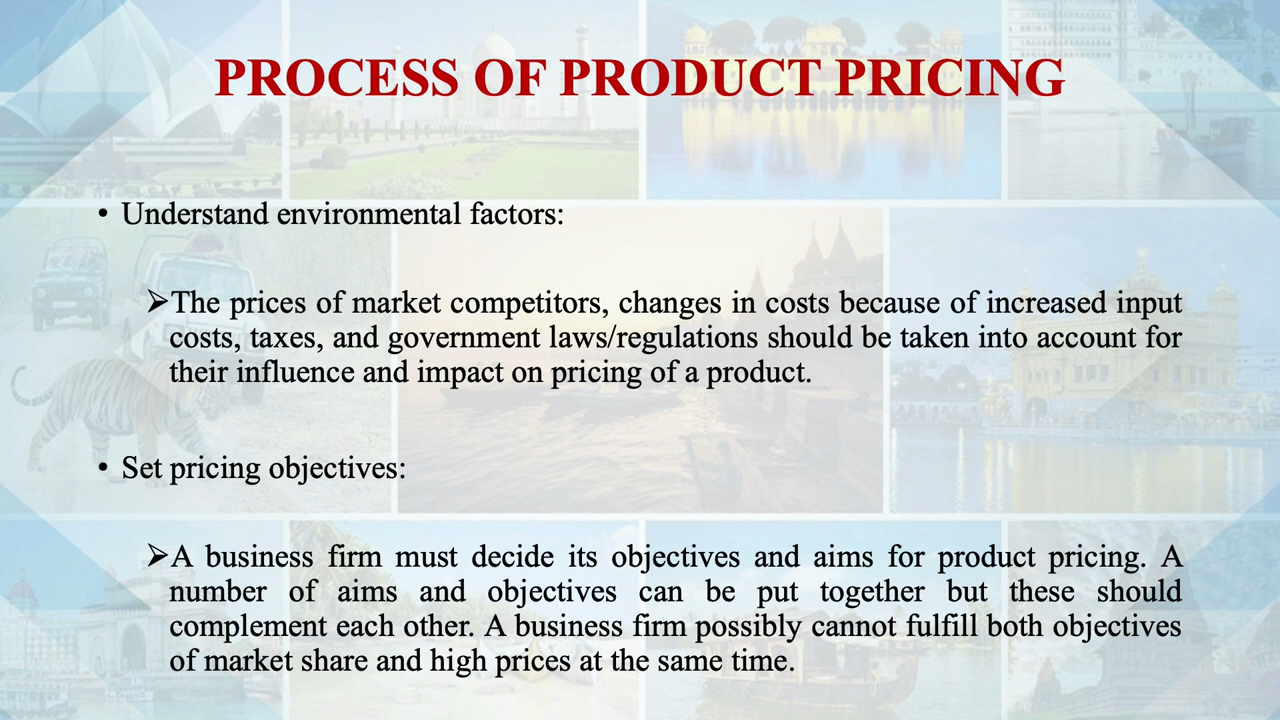 PROCESS OF PRODUCT PRICING
• Understand environmental factors:
➢The prices of market competitors, changes in costs because of increased input
costs, taxes, and government laws/regulations should be taken into account for
their influence and impact on pricing of a product.
• Set pricing objectives:
➢A business firm must decide its objectives and aims for product pricing. A
number of aims and objectives can be put together but these should
complement each other. A business firm possibly cannot fulfill both objectives
of market share and high prices at the same time.